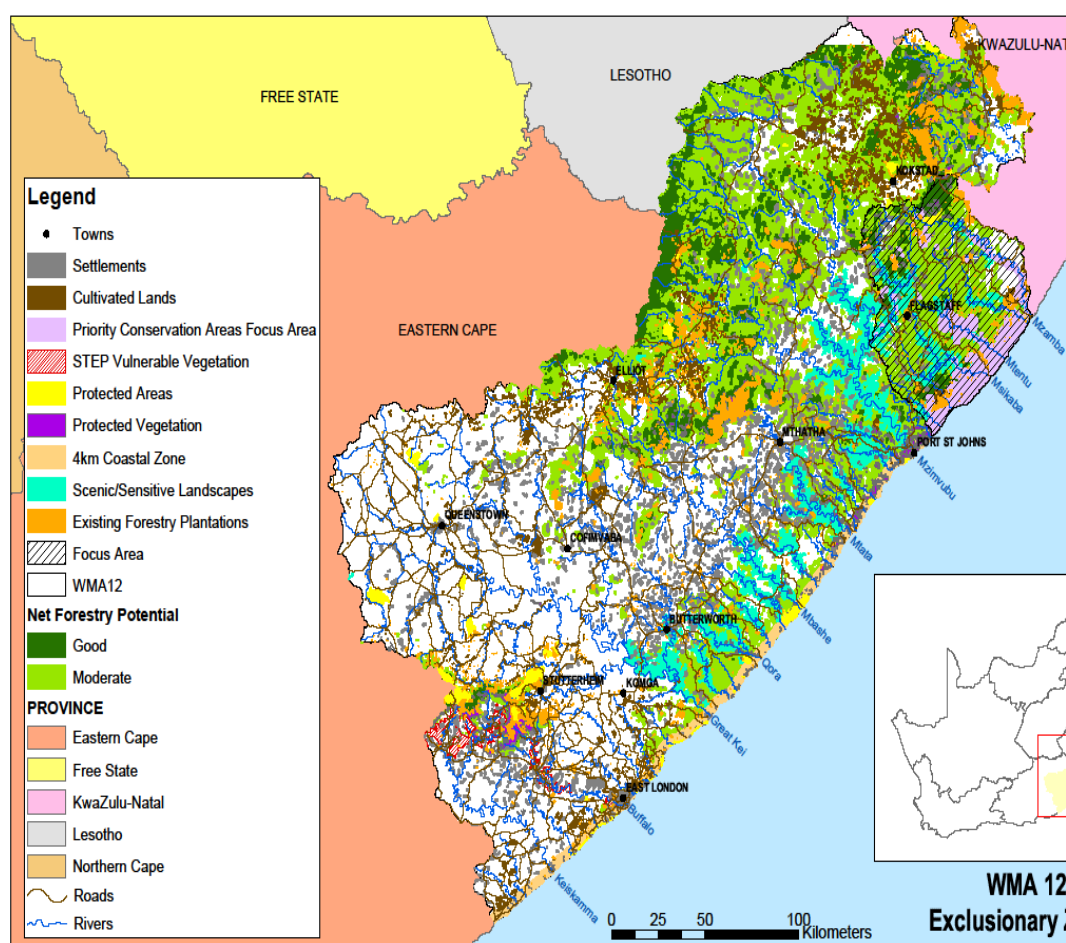 KWAZULU-NAT
LESOTHO
FREE STATE
KOKSTAD
FLAGSTAFF
Mzamba
Mtentu
Msikaba
EASTERN CAPE
ELLIOT
MTHATHA
PORT ST JOHNS
Mzimvubu
QUEENSTOWN
COFIMVABA
Mtata
BUTTERWORTH
Mbashe
Qora
STUTTERHEIM
KOMGA
Great Kei
EAST LONDON
Buffalo
Keiskamma
Legend
Towns
Settlements
Cultivated Lands
Priority Conservation Areas Focus Area
STEP Vulnerable Vegetation
Protected Areas
Protected Vegetation
4km Coastal Zone
Scenic/Sensitive Landscapes
Existing Forestry Plantations
Focus Area
WMA12
Net Forestry Potential
Good
Moderate
PROVINCE
Eastern Cape
Free State
KwaZulu-Natal
Lesotho
Northern Cape
Roads
Rivers
0 25 50 100
Kilometers
WMA 12
Exclusionary Z